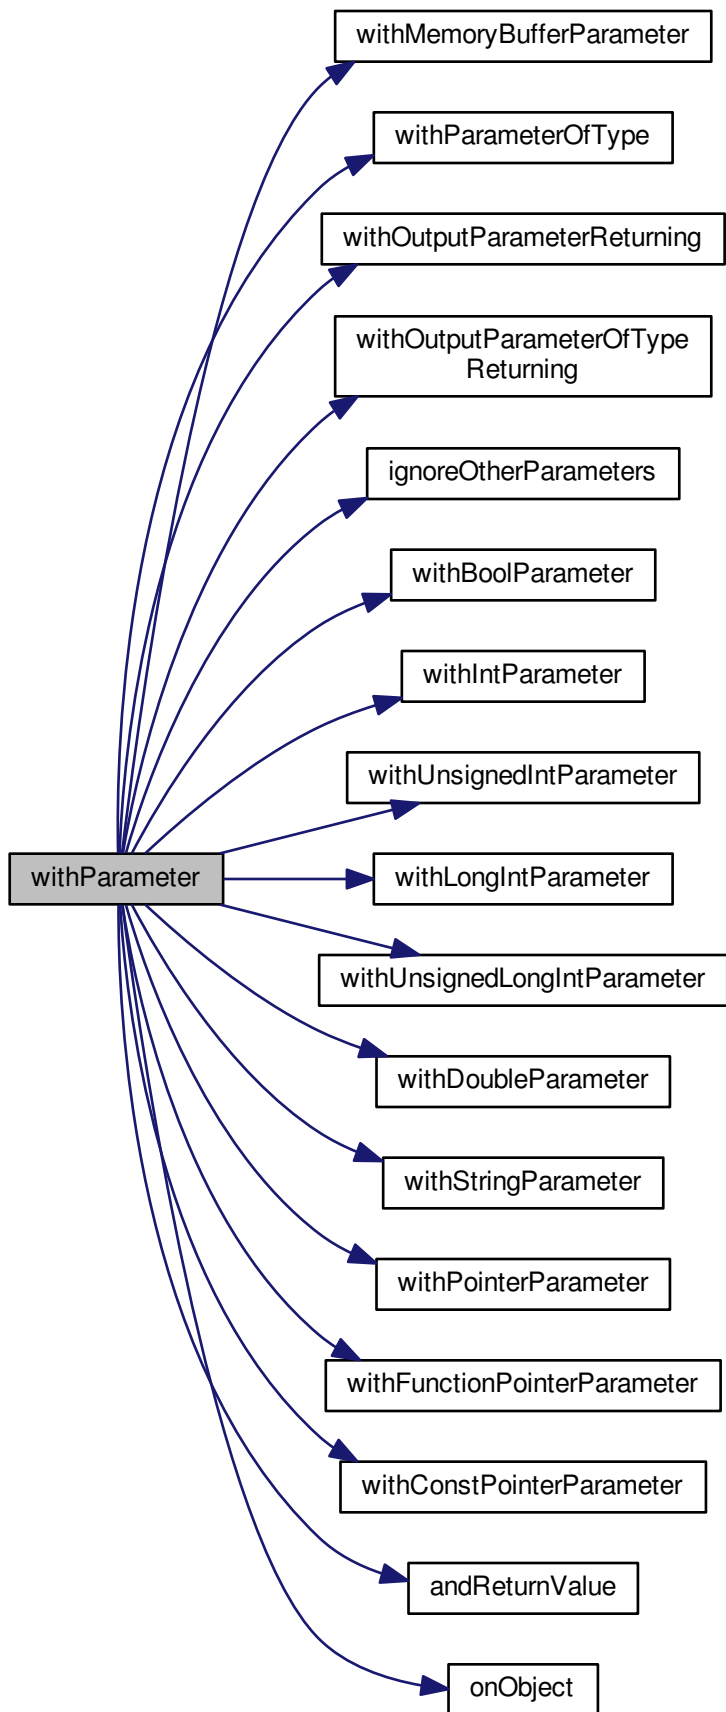 withMemoryBufferParameter
withParameterOfType
withOutputParameterReturning
withOutputParameterOfType
Returning
ignoreOtherParameters
withBoolParameter
withIntParameter
withUnsignedIntParameter
withParameter
withLongIntParameter
withUnsignedLongIntParameter
withDoubleParameter
withStringParameter
withPointerParameter
withFunctionPointerParameter
withConstPointerParameter
andReturnValue
onObject